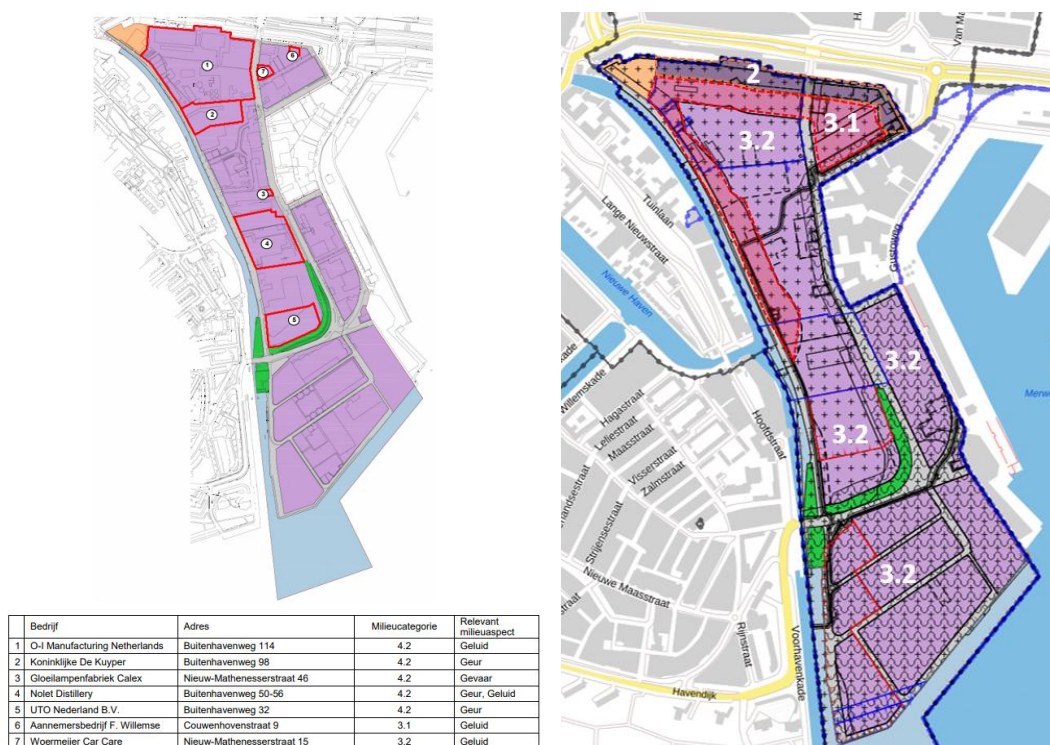 1
2
3
4
5
6
7
2
3.1
3.2
3.2
3.2
3.2
Van Ma
Tuinlaan
Lange Nieuwstraat
Nieuwe Haven
Gustoweg
Merwe
Willemskade
kade
Hagastraat
Leliestraat
Maasstraat
Visserstraat
Zalmstraat
Hoofdstraat
andsestraat
Strijensestraat
Nieuwe Maasstraat
straat
Rijnstraat
Voorhavenkade
Havendijk
Bedrijf Adres Milieucategorie Relevant milieuaspect
1 O-I Manufacturing Netherlands Buitenhavenweg 114 4.2 Geluid
2 Koninklijke De Kuyper Buitenhavenweg 98 4.2 Geur
3 Gloeilampenfabriek Calex Nieuw-Mathenesserstraat 46 4.2 Gevaar
4 Nolet Distillery Buitenhavenweg 50-56 4.2 Geur, Geluid
5 UTO Nederland B.V. Buitenhavenweg 32 4.2 Geur
6 Aannemersbedrijf F. Willemse Couwenhovenstraat 9 3.1 Geluid
7 Woermeijer Car Care Nieuw-Mathenesserstraat 15 3.2 Geluid